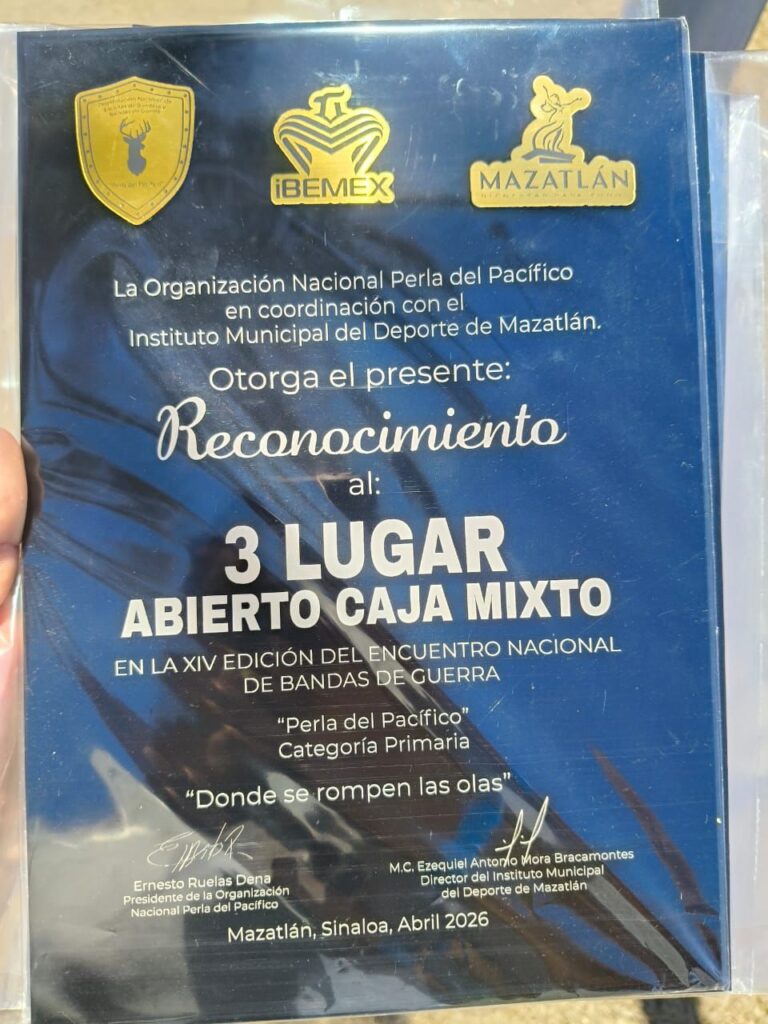 "Perla del Pacífico"
iBEMEX
MAZATLÁN
La Organización Nacional Perla del Pacífico
en coordinación con el
Instituto Municipal del Deporte de Mazatlán.
Otorga el presente:
Reconocimiento
al:
3 LUGAR
ABIERTO CAJA MIXTO
EN LA XIV EDICIÓN DEL ENCUENTRO NACIONAL
DE BANDAS DE GUERRA
“Perla del Pacífico”
Categoría Primaria
“Donde se rompen las olas”
Ernesto Ruelas Dena
Presidente de la Organización
Nacional Perla del Pacífico
M.C. Ezequiel Antonio Mora Bracamontes
Director del Instituto Municipal
del Deporte de Mazatlán
Mazatlán, Sinaloa, Abril 2026